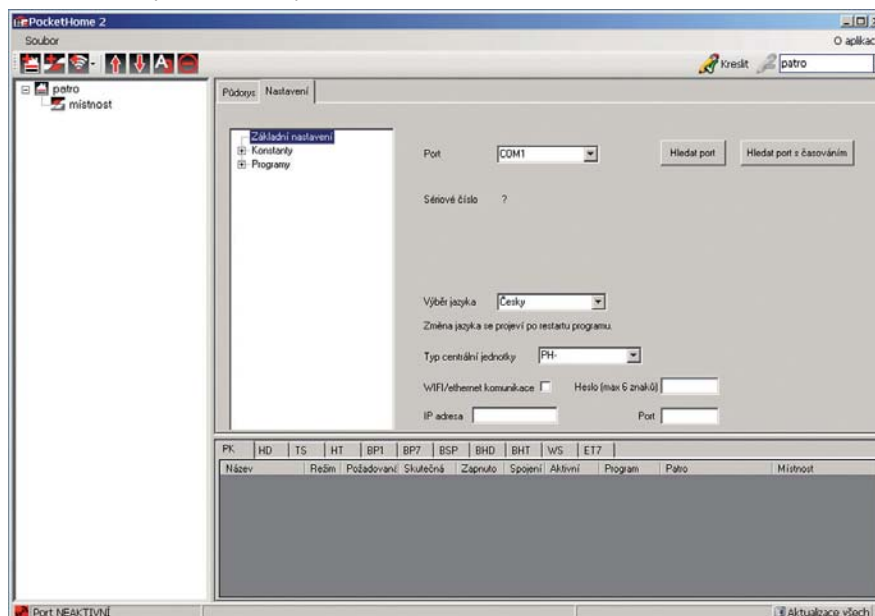 PocketHome 2
Soubor
O aplikac
Kreslit
patro
patro
místnost
Půdorys
Nastavení
Základní nastavení
Konstanty
Programy
Port
COM1
Hledat port
Hledat port s časováním
Sériové číslo
?
Výběr jazyka
Česky
Změna jazyka se projeví po restartu programu.
Typ centrální jednotky
PH-
WIFI/ethernet komunikace
Heslo (max 6 znaků)
IP adresa
Port
PK HD TS HT BP1 BP7 BSP BHD BHT WS ET7
Název Režim Požadovaná Skutečná Zapnuto Spojení Aktivní Program Patro Místnost
Port NEAKTIVNÍ
Aktualizace všech